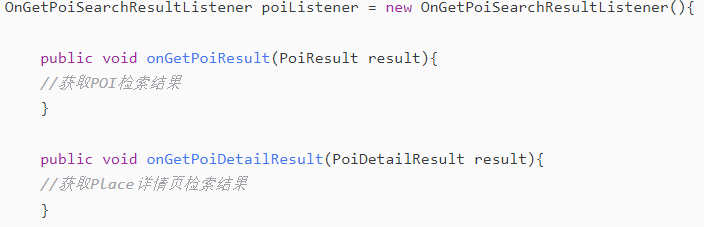 OnGetPoiSearchResultListener poiListener = new OnGetPoiSearchResultListener(){
public void onGetPoiResult(PoiResult result){
//获取POI检索结果
}
public void onGetPoiDetailResult(PoiDetailResult result){
//获取Place详情页检索结果
}